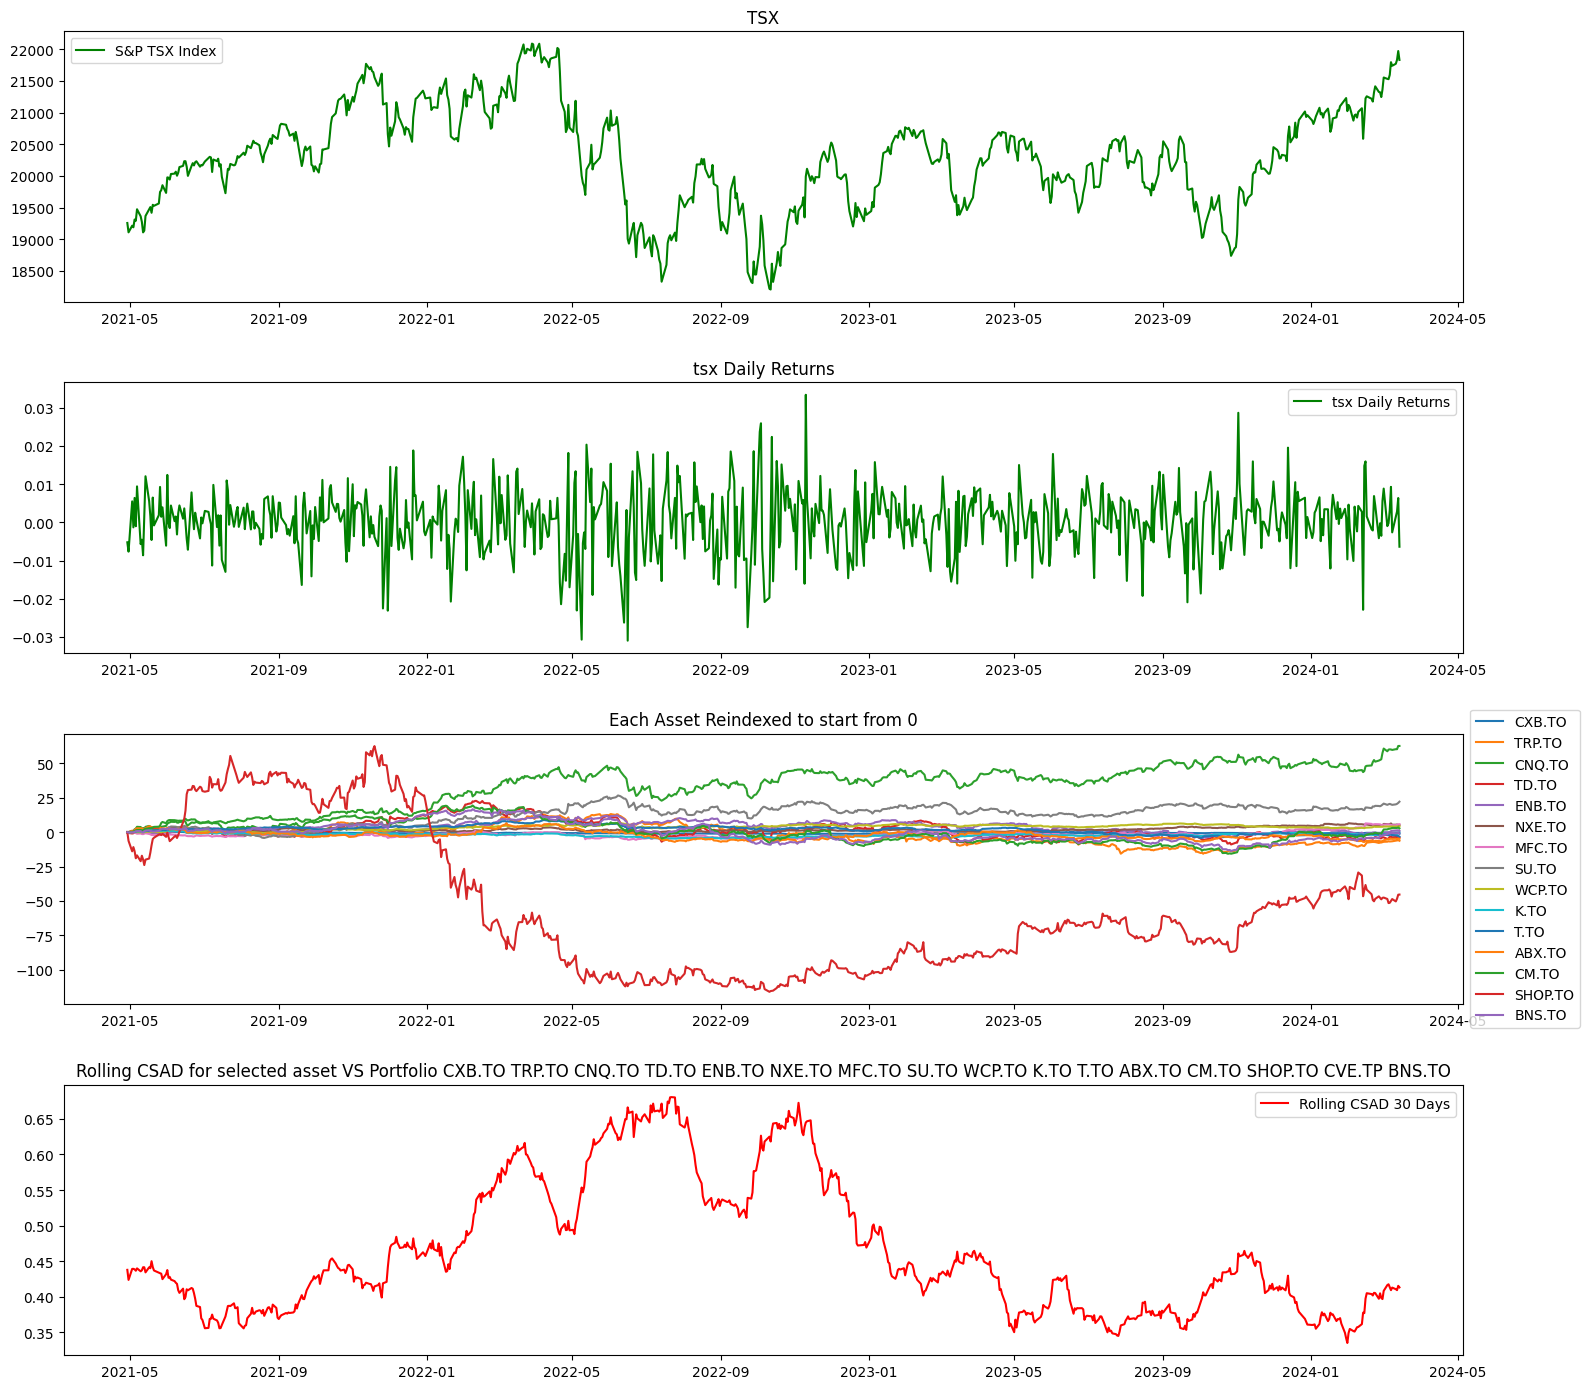 TSX
S&P TSX Index
22000
21500
21000
20500
20000
19500
19000
18500
2021-05 2021-09 2022-01 2022-05 2022-09 2023-01 2023-05 2023-09 2024-01 2024-05
tsx Daily Returns
tsx Daily Returns
0.03
0.02
0.01
0.00
−0.01
−0.02
−0.03
2021-05 2021-09 2022-01 2022-05 2022-09 2023-01 2023-05 2023-09 2024-01 2024-05
Each Asset Reindexed to start from 0
50
25
0
−25
−50
−75
−100
CXB.TO
TRP.TO
CNQ.TO
TD.TO
ENB.TO
NXE.TO
MFC.TO
SU.TO
WCP.TO
K.TO
T.TO
ABX.TO
CM.TO
SHOP.TO
BNS.TO
2021-05 2021-09 2022-01 2022-05 2022-09 2023-01 2023-05 2023-09 2024-01 2024-05
Rolling CSAD for selected asset VS Portfolio CXB.TO TRP.TO CNQ.TO TD.TO ENB.TO NXE.TO MFC.TO SU.TO WCP.TO K.TO T.TO ABX.TO CM.TO SHOP.TO CVE.TP BNS.TO
Rolling CSAD 30 Days
0.65
0.60
0.55
0.50
0.45
0.40
0.35
2021-05 2021-09 2022-01 2022-05 2022-09 2023-01 2023-05 2023-09 2024-01 2024-05